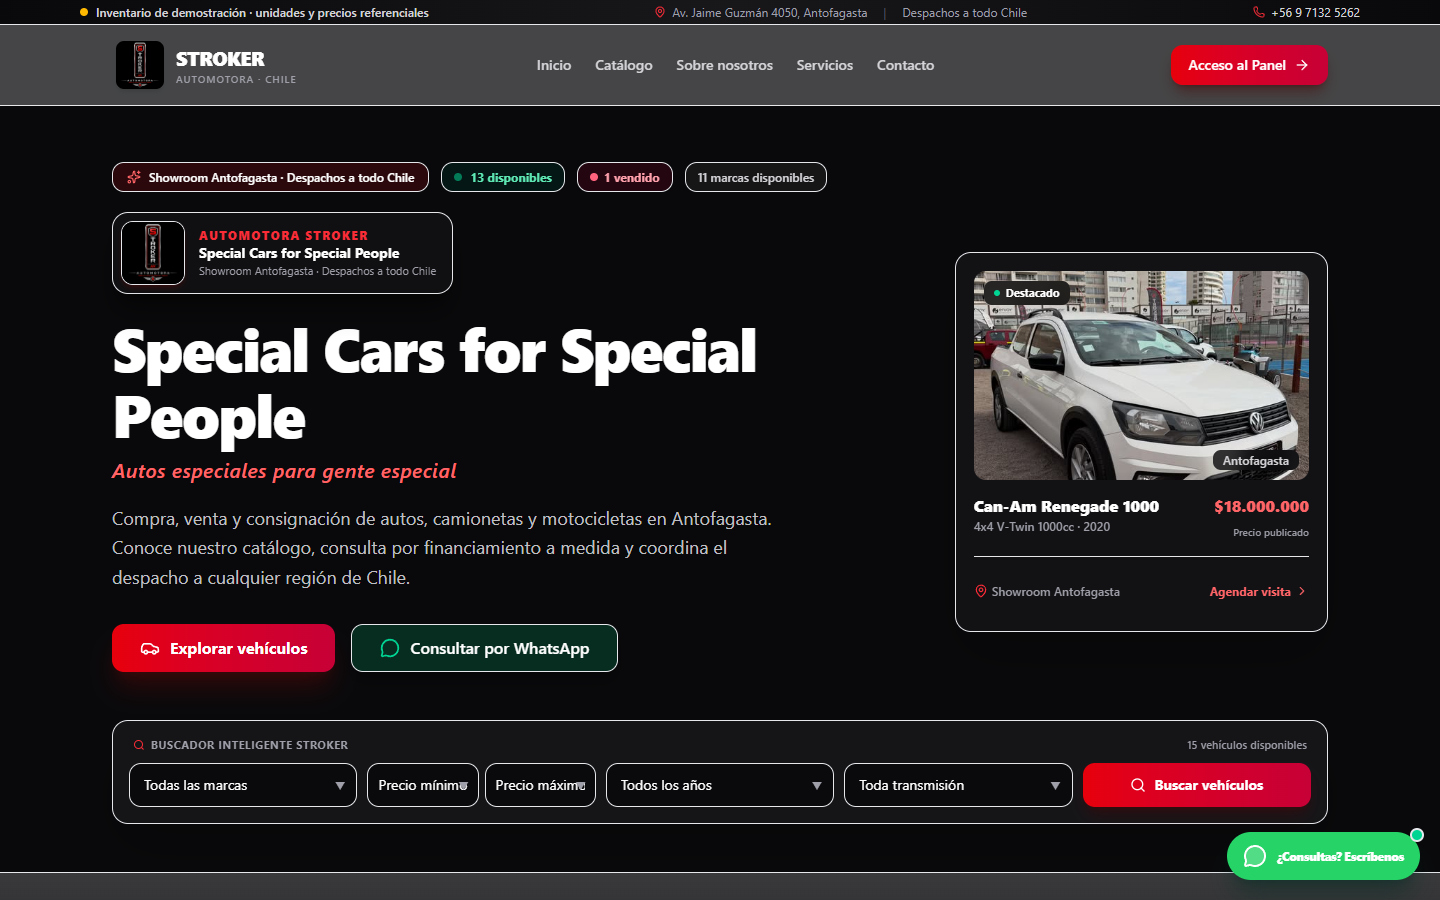 Inventario de demostración · unidades y precios referenciales
Av. Jaime Guzmán 4050, Antofagasta | Despachos a todo Chile
+56 9 7132 5262
STROKER
AUTOMOTORA · CHILE
Inicio
Catálogo
Sobre nosotros
Servicios
Contacto
Acceso al Panel
Showroom Antofagasta · Despachos a todo Chile
13 disponibles
1 vendido
11 marcas disponibles
AUTOMOTORA STROKER
Special Cars for Special People
Showroom Antofagasta · Despachos a todo Chile
Special Cars for Special
People
Autos especiales para gente especial
Compra, venta y consignación de autos, camionetas y motocicletas en Antofagasta.
Conoce nuestro catálogo, consulta por financiamiento a medida y coordina el
despacho a cualquier región de Chile.
Explorar vehículos
Consultar por WhatsApp
Destacado
Antofagasta
Can-Am Renegade 1000
$18.000.000
4x4 V-Twin 1000cc · 2020
Precio publicado
Showroom Antofagasta
Agendar visita
BUSCADOR INTELIGENTE STROKER
15 vehículos disponibles
Todas las marcas
Precio mínimo
Precio máximo
Todos los años
Toda transmisión
Buscar vehículos
¿Consultas? Escríbenos